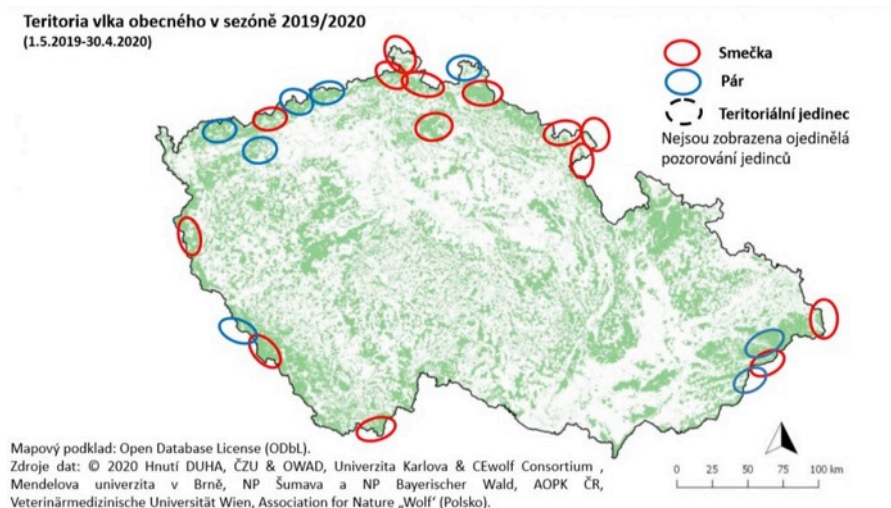 Teritoria vlka obecného v sezóně 2019/2020
(1.5.2019-30.4.2020)
Smečka
Pár
Teritoriální jedinec
Nejsou zobrazena ojedinělá
pozorování jedinců
Mapový podklad: Open Database License (ODbL).
Zdroje dat: © 2020 Hnutí DUHA, ČZU & OWAD, Univerzita Karlova & CEwolf Consortium ,
Mendelova univerzita v Brně, NP Šumava a NP Bayerischer Wald, AOPK ČR,
Veterinärmedizinische Universität Wien, Association for Nature „Wolf‘ (Polsko).
0 25 50 100 km